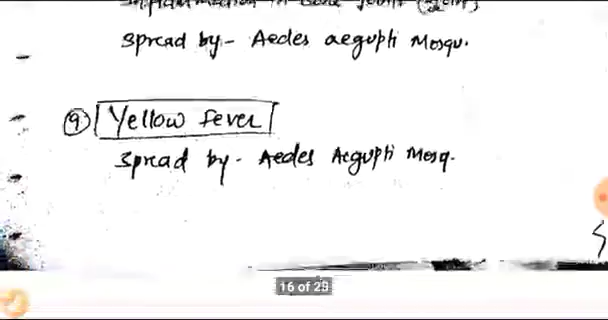 Spread by - Aedes aegupti Mosqu.
⑨ Yellow fever
Spread by - Aedes Aegupti Mosq.
16 of 29